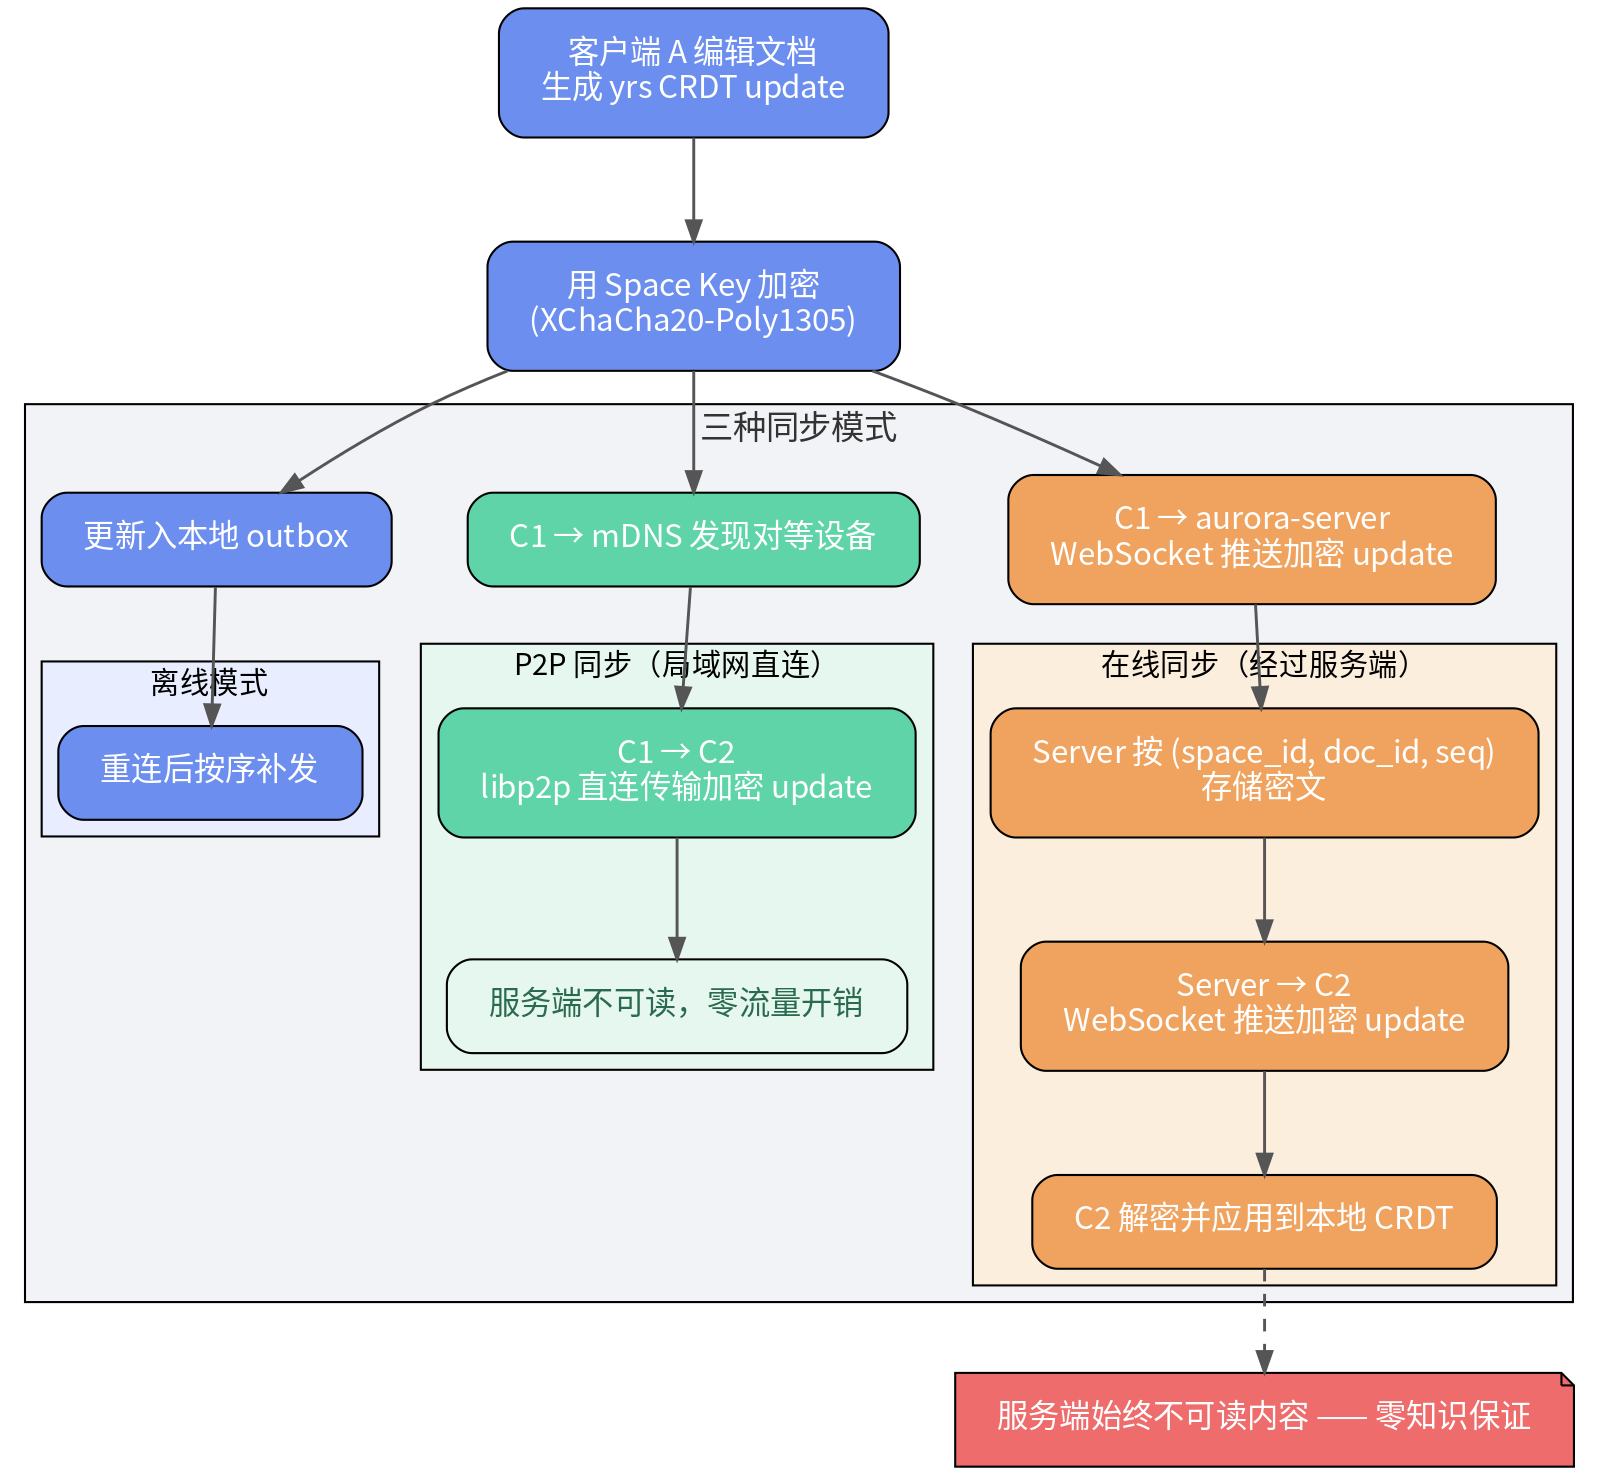 客户端 A 编辑文档
生成 yrs CRDT update
用 Space Key 加密
(XChaCha20-Poly1305)
三种同步模式
更新入本地 outbox
C1 → mDNS 发现对等设备
C1 → aurora-server
WebSocket 推送加密 update
离线模式
重连后按序补发
P2P 同步（局域网直连）
C1 → C2
libp2p 直连传输加密 update
服务端不可读，零流量开销
在线同步（经过服务端）
Server 按 (space_id, doc_id, seq)
存储密文
Server → C2
WebSocket 推送加密 update
C2 解密并应用到本地 CRDT
服务端始终不可读内容 —— 零知识保证